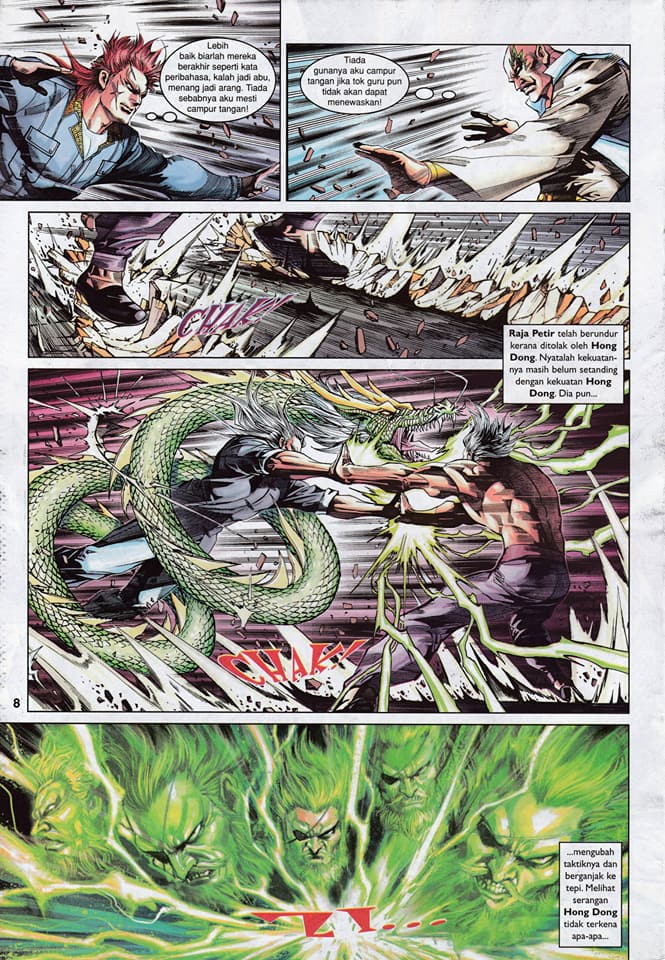 Lebih
baik biarlah mereka
berakhir seperti kata
peribahasa, kalah jadi abu,
menang jadi arang. Tiada
sebabnya aku mesti
campur tangan!
Tiada
gunanya aku campur
tangan jika tok guru pun
tidak akan dapat
menewaskan!
CHAK!
Raja Petir telah berundur
kerana ditolak oleh Hong
Dong. Nyatalah kekuatan-
nya masih belum setanding
dengan kekuatan Hong
Dong. Dia pun...
CHAK!
8
...mengubah
taktiknya dan
berganjak ke
tepi. Melihat
serangan
Hong Dong
tidak terkena
apa-apa...
ZI...